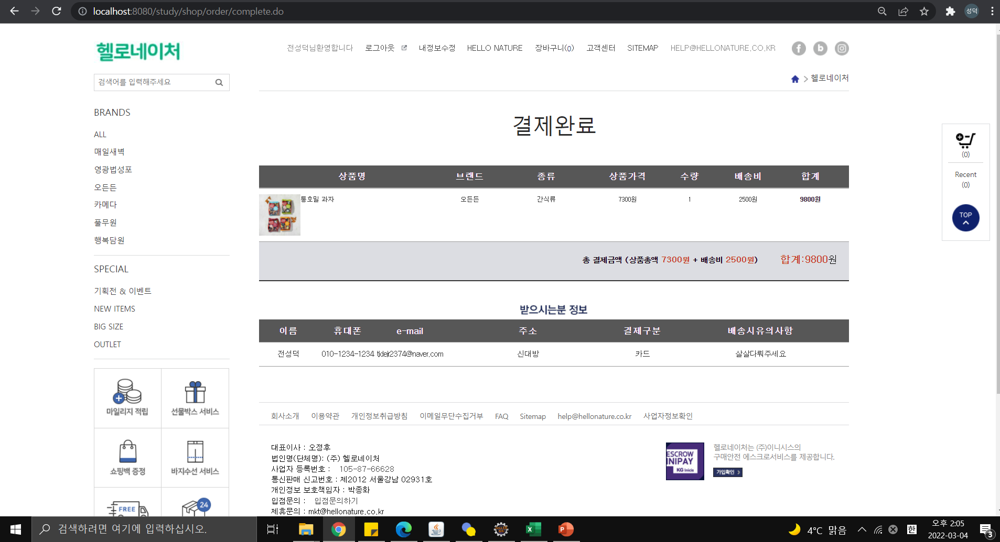 localhost:8080/study/shop/order/complete.do
성덕
헬로네이처
전성덕님환영합니다 로그아웃 내정보수정 HELLO NATURE 장바구니(0) 고객센터 SITEMAP HELP@HELLONATURE.CO.KR
f b
검색어를 입력해주세요
> 헬로네이처
BRANDS
ALL
매일새벽
영광법성포
오든든
카메다
풀무원
행복담원
SPECIAL
기획전 & 이벤트
NEW ITEMS
BIG SIZE
OUTLET
마일리지 적립
선물박스 서비스
쇼핑백 증정
바지수선 서비스
FREE
24
결제완료
상품명 브랜드 종류 상품가격 수량 배송비 합계
통호밀 과자 오든든 간식류 7300원 1 2500원 9800원
총 결제금액 (상품총액 7300원 + 배송비 2500원) 합계:9800원
받으시는분 정보
이름 휴대폰 e-mail 주소 결제구분 배송시유의사항
전성덕 010-1234-1234 tjdejr2374@naver.com 신대방 카드 살살다뤄주세요
(0)
Recent
(0)
TOP
회사소개 이용약관 개인정보취급방침 이메일무단수집거부 FAQ Sitemap help@hellonature.co.kr 사업자정보확인
대표이사 : 오정후
법인명(단체명): (주) 헬로네이처
사업자 등록번호 : 105-87-66628
통신판매 신고번호 : 제2012 서울강남 02931호
개인정보 보호책임자 : 박종화
입점문의 : 입점문의하기
제휴문의 : mkt@hellonature.co.kr
ESCROW
INIPAY
KG Inicis
헬로네이처는 (주)이니시스의
구매안전 에스크로서비스를 제공합니다.
가입확인 >
검색하려면 여기에 입력하십시오.
4°C 맑음
한
오후 2:05
2022-03-04
3